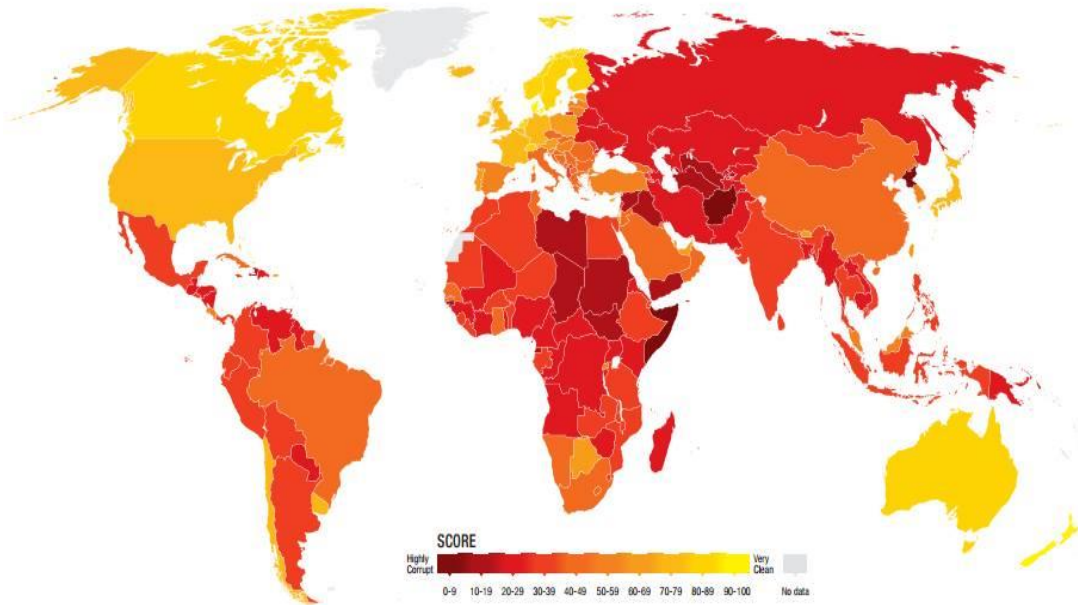 SCORE
Highly
Corrupt
Very
Clean
0-9 10-19 20-29 30-39 40-49 50-59 60-69 70-79 80-89 90-100 No data